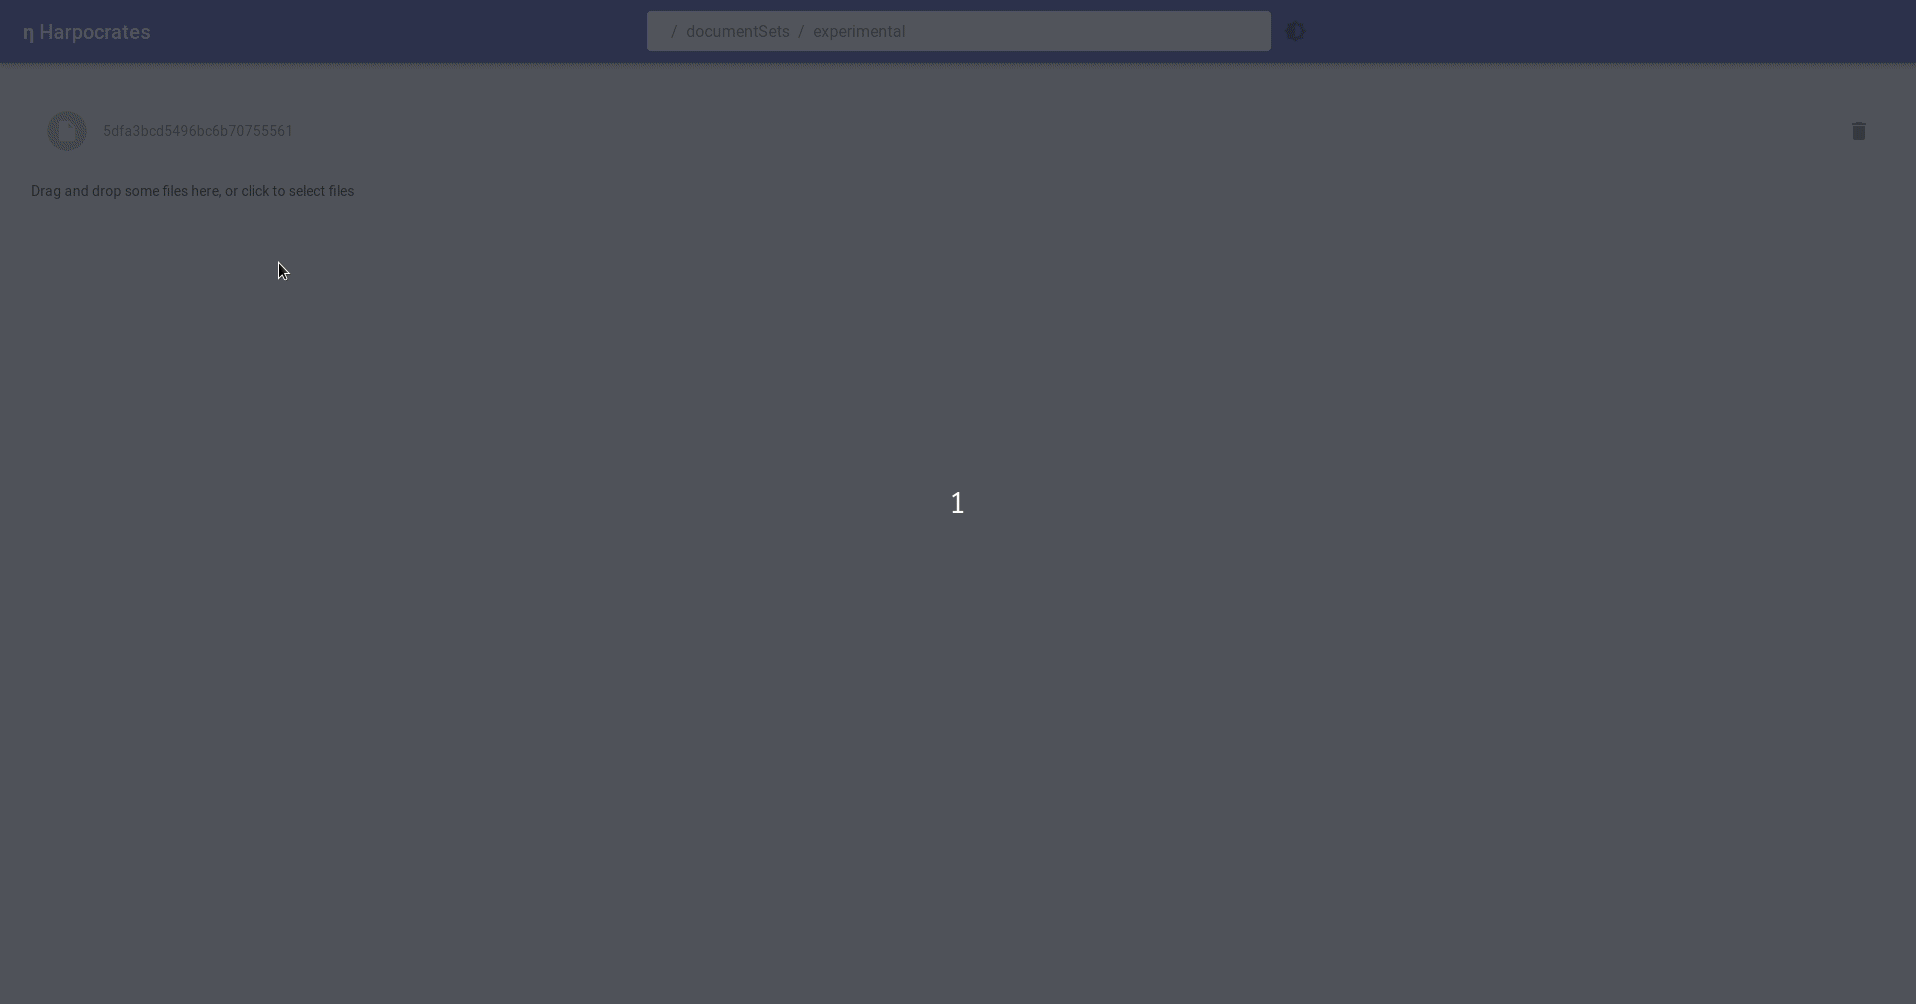 η Harpocrates
/ documentSets / experimental
5dfa3bcd5496bc6b70755561
Drag and drop some files here, or click to select files
1